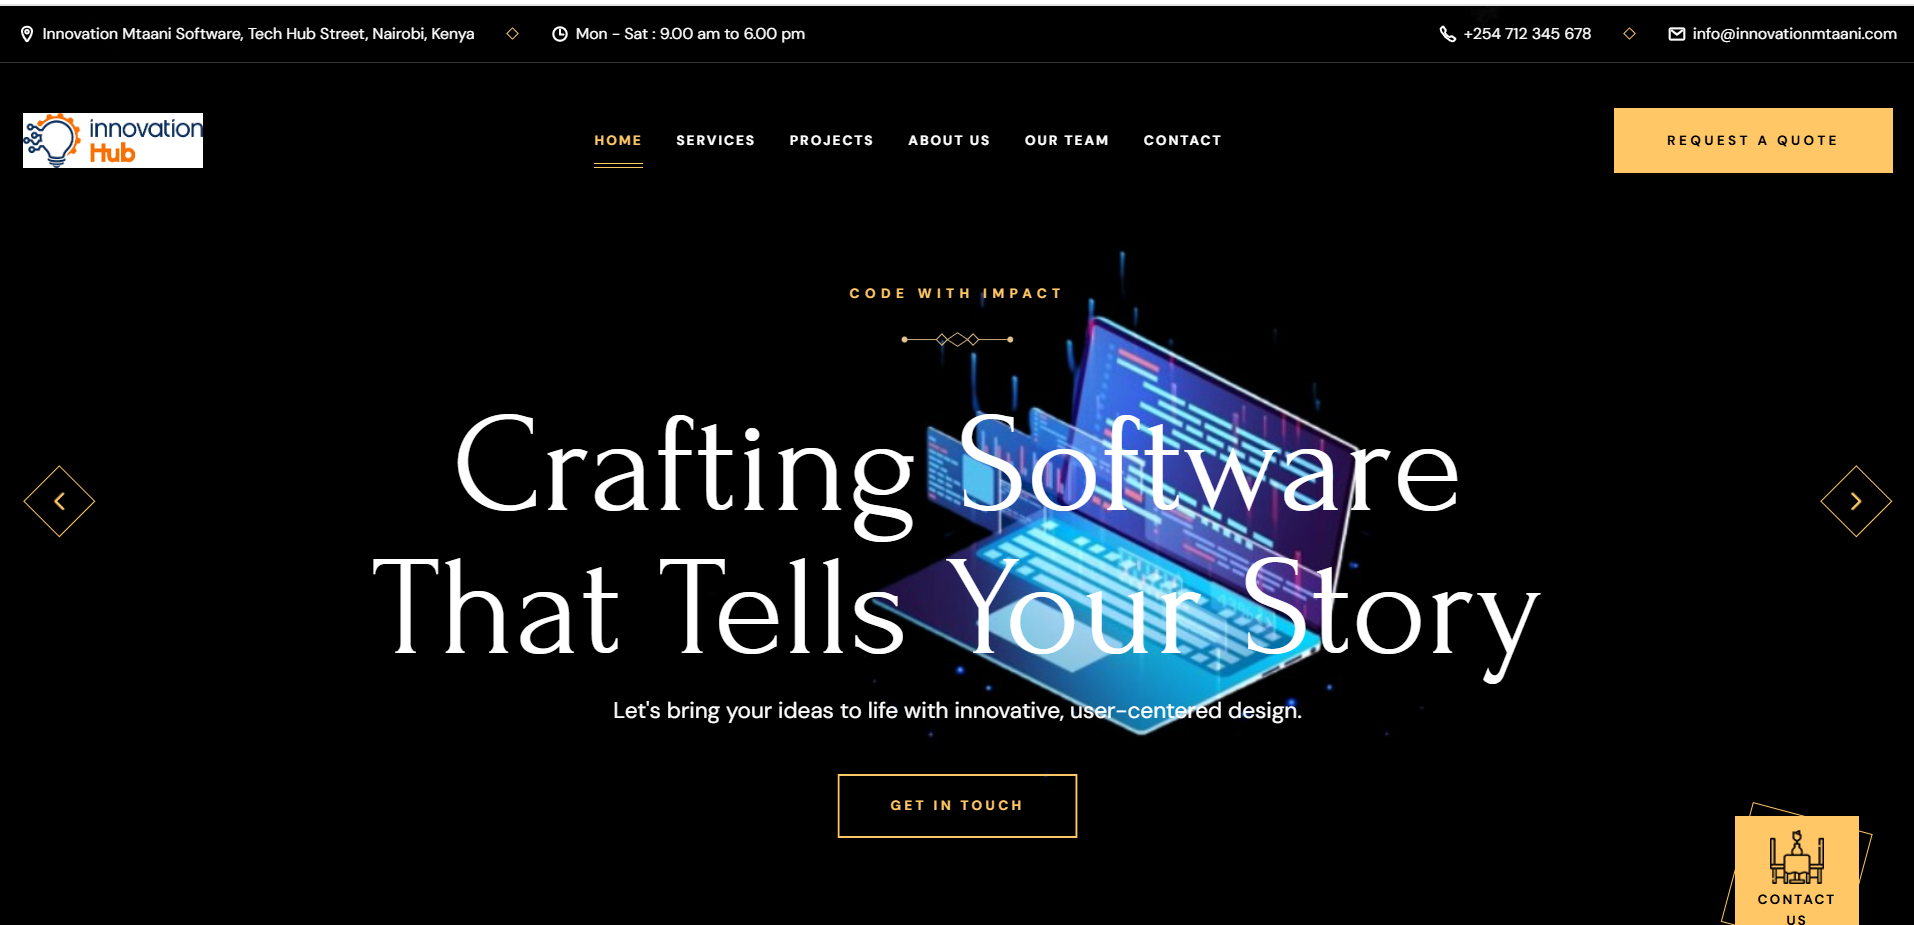 Innovation Mtaani Software, Tech Hub Street, Nairobi, Kenya
Mon - Sat : 9.00 am to 6.00 pm
+254 712 345 678
info@innovationmtaani.com
innovation
Hub
HOME
SERVICES
PROJECTS
ABOUT US
OUR TEAM
CONTACT
REQUEST A QUOTE
CODE WITH IMPACT
Crafting Software
That Tells Your Story
Let's bring your ideas to life with innovative, user-centered design.
GET IN TOUCH
CONTACT
US